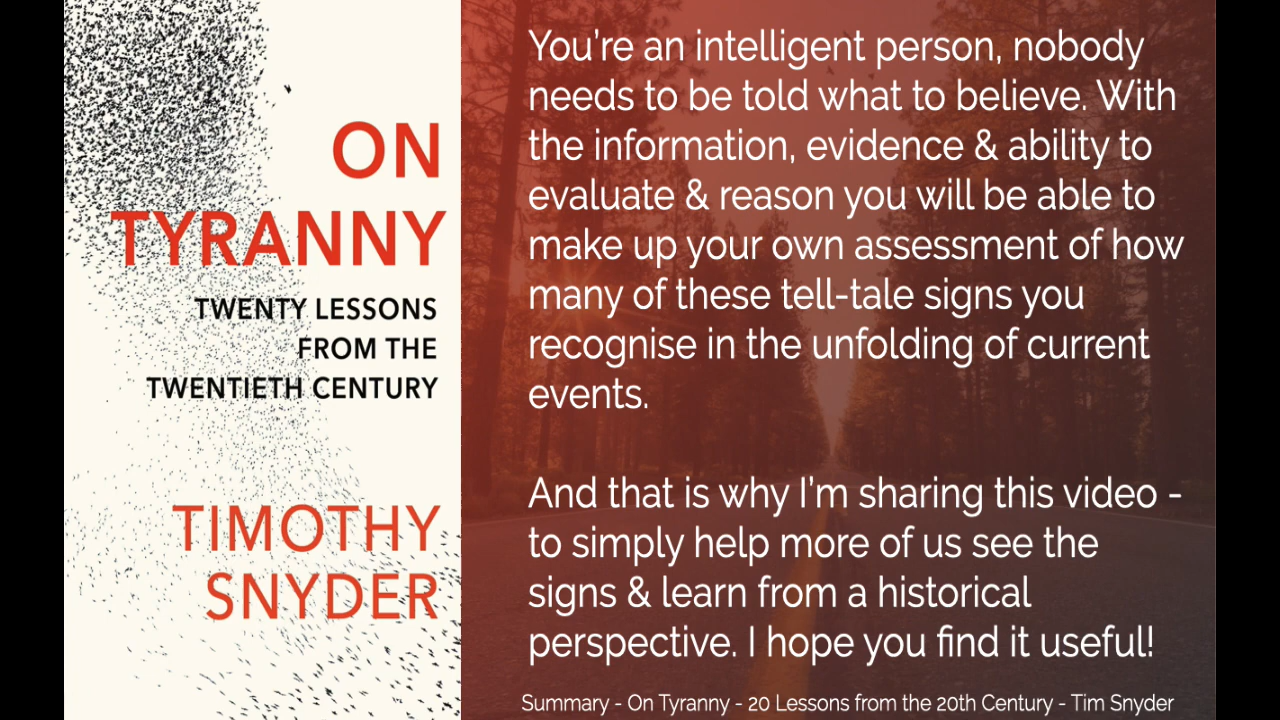 ON
TYRANNY
TWENTY LESSONS
FROM THE
TWENTIETH CENTURY
TIMOTHY
SNYDER
You’re an intelligent person, nobody
needs to be told what to believe. With
the information, evidence & ability to
evaluate & reason you will be able to
make up your own assessment of how
many of these tell-tale signs you
recognise in the unfolding of current
events.
And that is why I’m sharing this video -
to simply help more of us see the
signs & learn from a historical
perspective. I hope you find it useful!
Summary - On Tyranny - 20 Lessons from the 20th Century - Tim Snyder